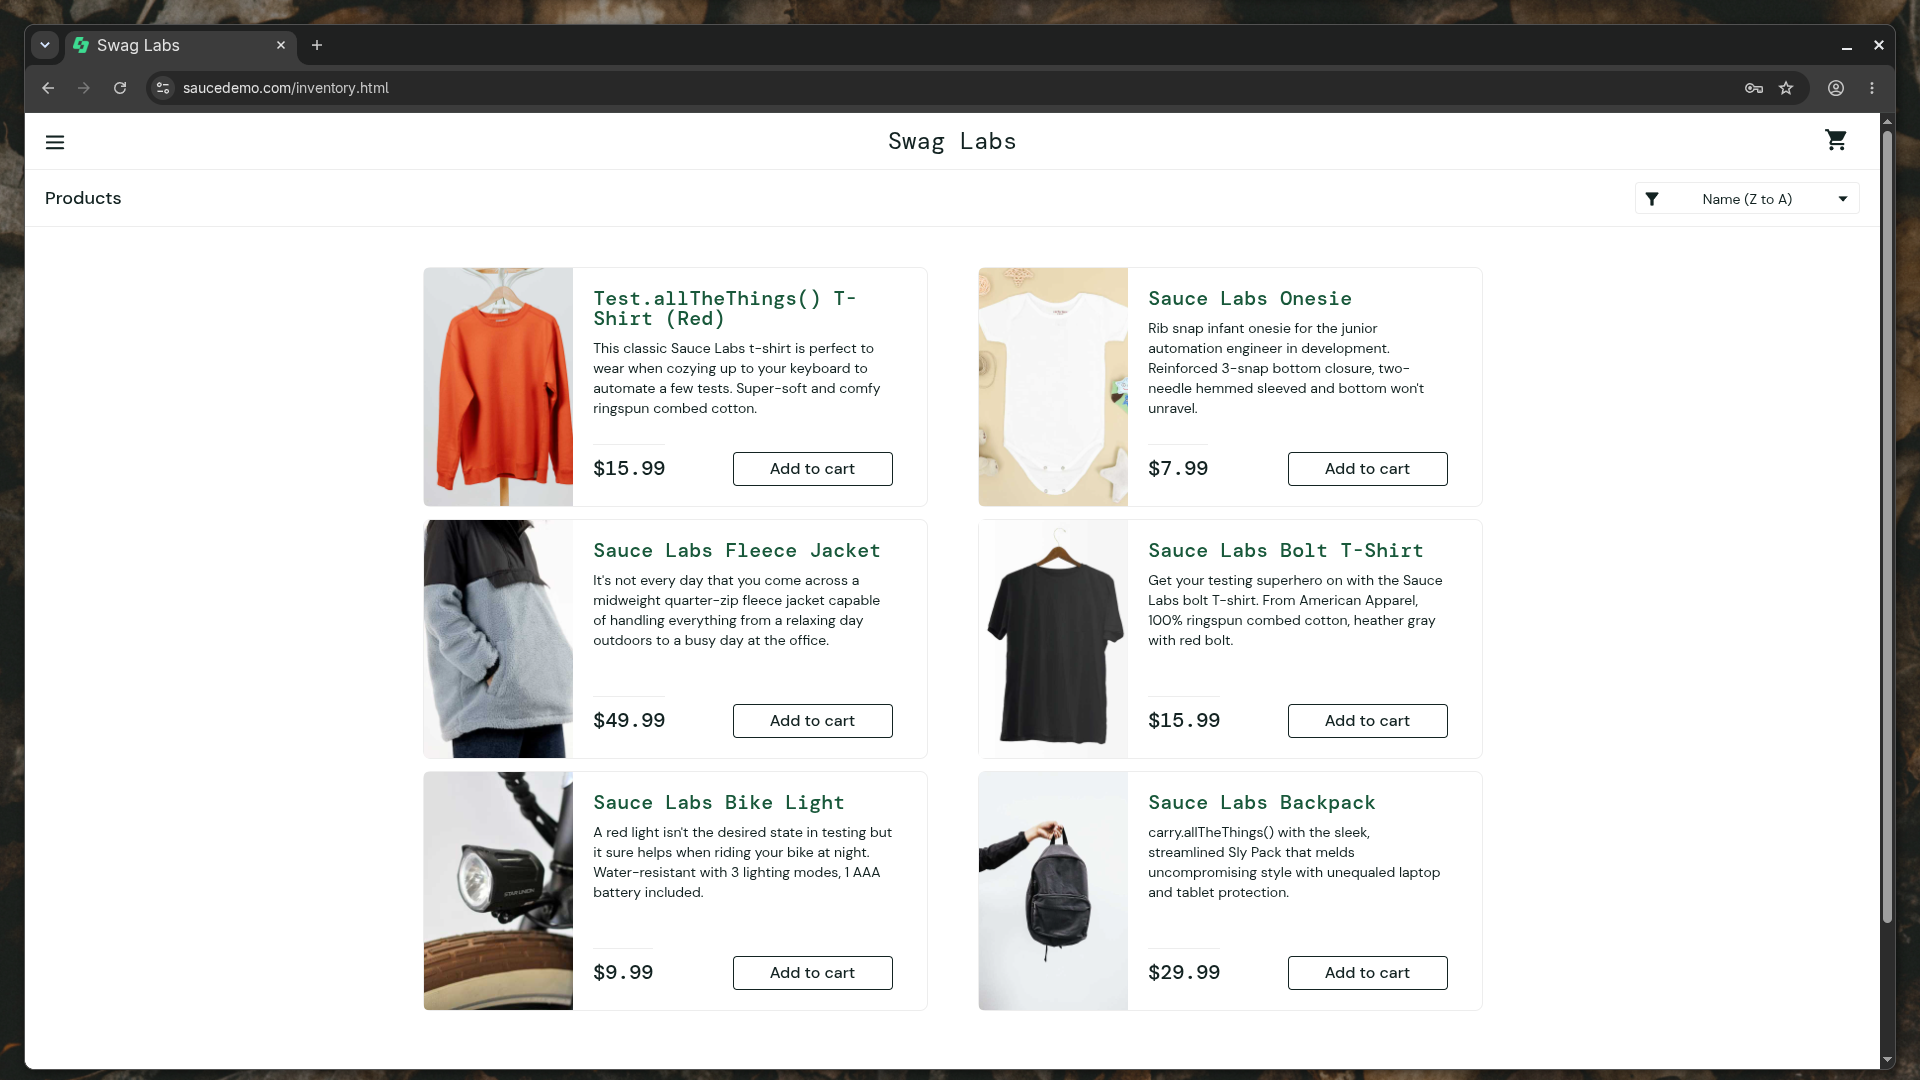 Swag Labs
saucedemo.com/inventory.html
Swag Labs
Products
Name (Z to A)
Test.allTheThings() T-
Shirt (Red)
This classic Sauce Labs t-shirt is perfect to
wear when cozying up to your keyboard to
automate a few tests. Super-soft and comfy
ringspun combed cotton.
$15.99
Add to cart
Sauce Labs Onesie
Rib snap infant onesie for the junior
automation engineer in development.
Reinforced 3-snap bottom closure, two-
needle hemmed sleeved and bottom won't
unravel.
$7.99
Add to cart
Sauce Labs Fleece Jacket
It's not every day that you come across a
midweight quarter-zip fleece jacket capable
of handling everything from a relaxing day
outdoors to a busy day at the office.
$49.99
Add to cart
Sauce Labs Bolt T-Shirt
Get your testing superhero on with the Sauce
Labs bolt T-shirt. From American Apparel,
100% ringspun combed cotton, heather gray
with red bolt.
$15.99
Add to cart
Sauce Labs Bike Light
A red light isn't the desired state in testing but
it sure helps when riding your bike at night.
Water-resistant with 3 lighting modes, 1 AAA
battery included.
$9.99
Add to cart
Sauce Labs Backpack
carry.allTheThings() with the sleek,
streamlined Sly Pack that melds
uncompromising style with unequaled laptop
and tablet protection.
$29.99
Add to cart